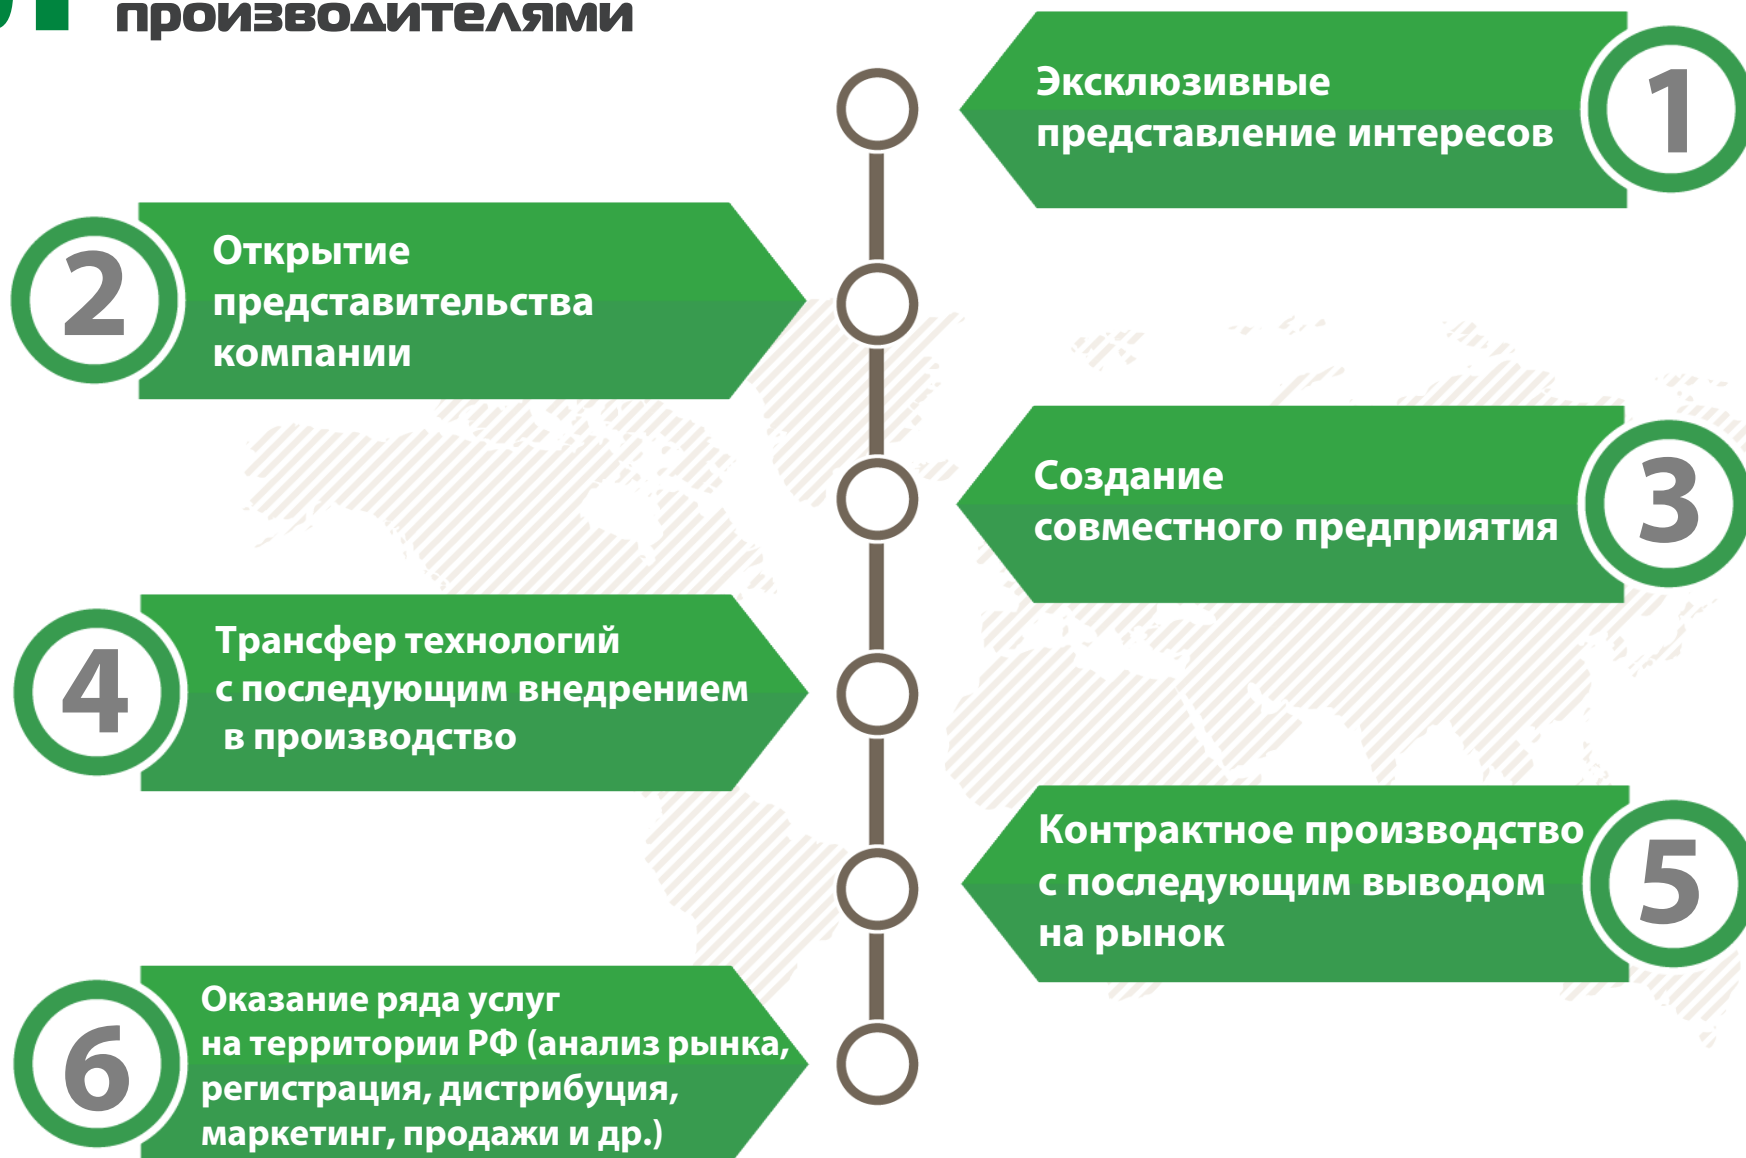 производителями
1
Эксклюзивные
представление интересов
2
Открытие
представительства
компании
3
Создание
совместного предприятия
4
Трансфер технологий
с последующим внедрением
в производство
5
Контрактное производство
с последующим выводом
на рынок
6
Оказание ряда услуг
на территории РФ (анализ рынка,
регистрация, дистрибуция,
маркетинг, продажи и др.)